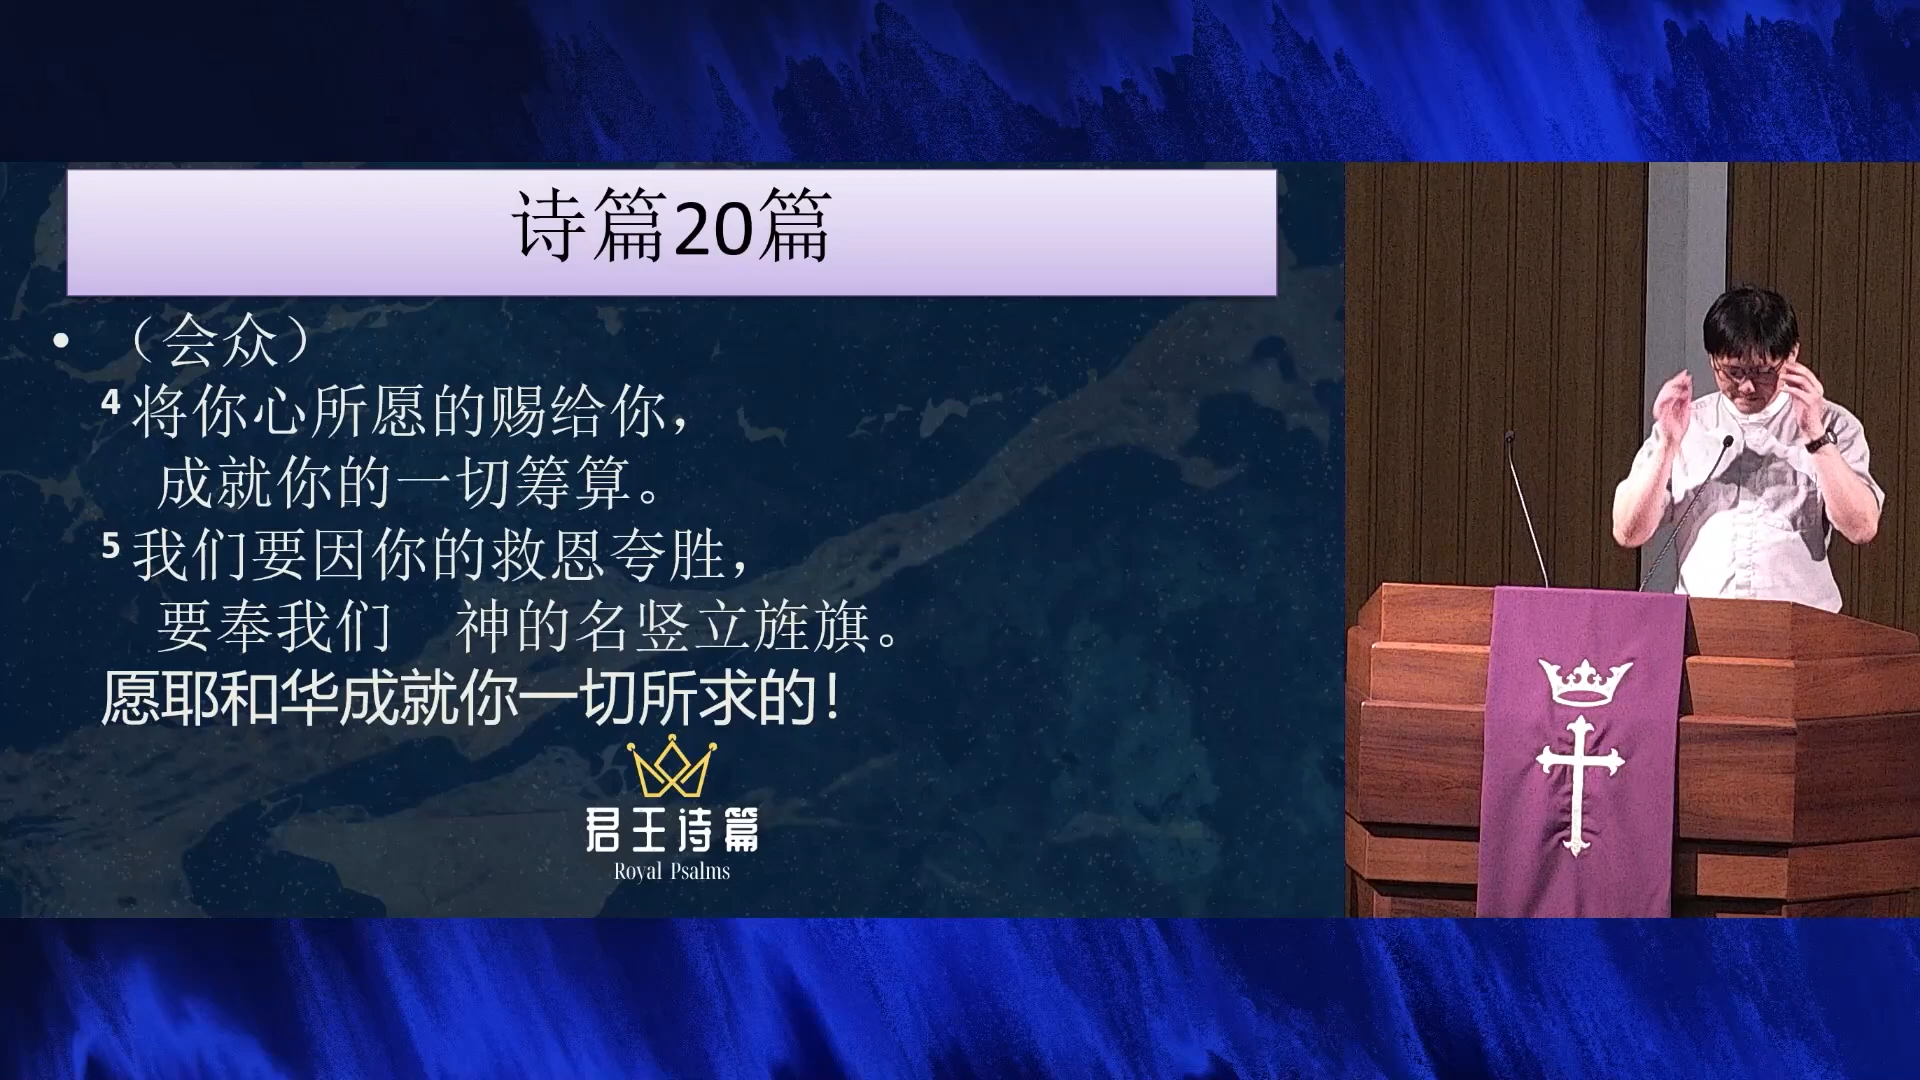 诗篇20篇
• （会众）
4 将你心所愿的赐给你，
成就你的一切筹算。
5 我们要因你的救恩夸胜，
要奉我们　神的名竖立旌旗。
愿耶和华成就你一切所求的！
君王诗篇
Royal Psalms